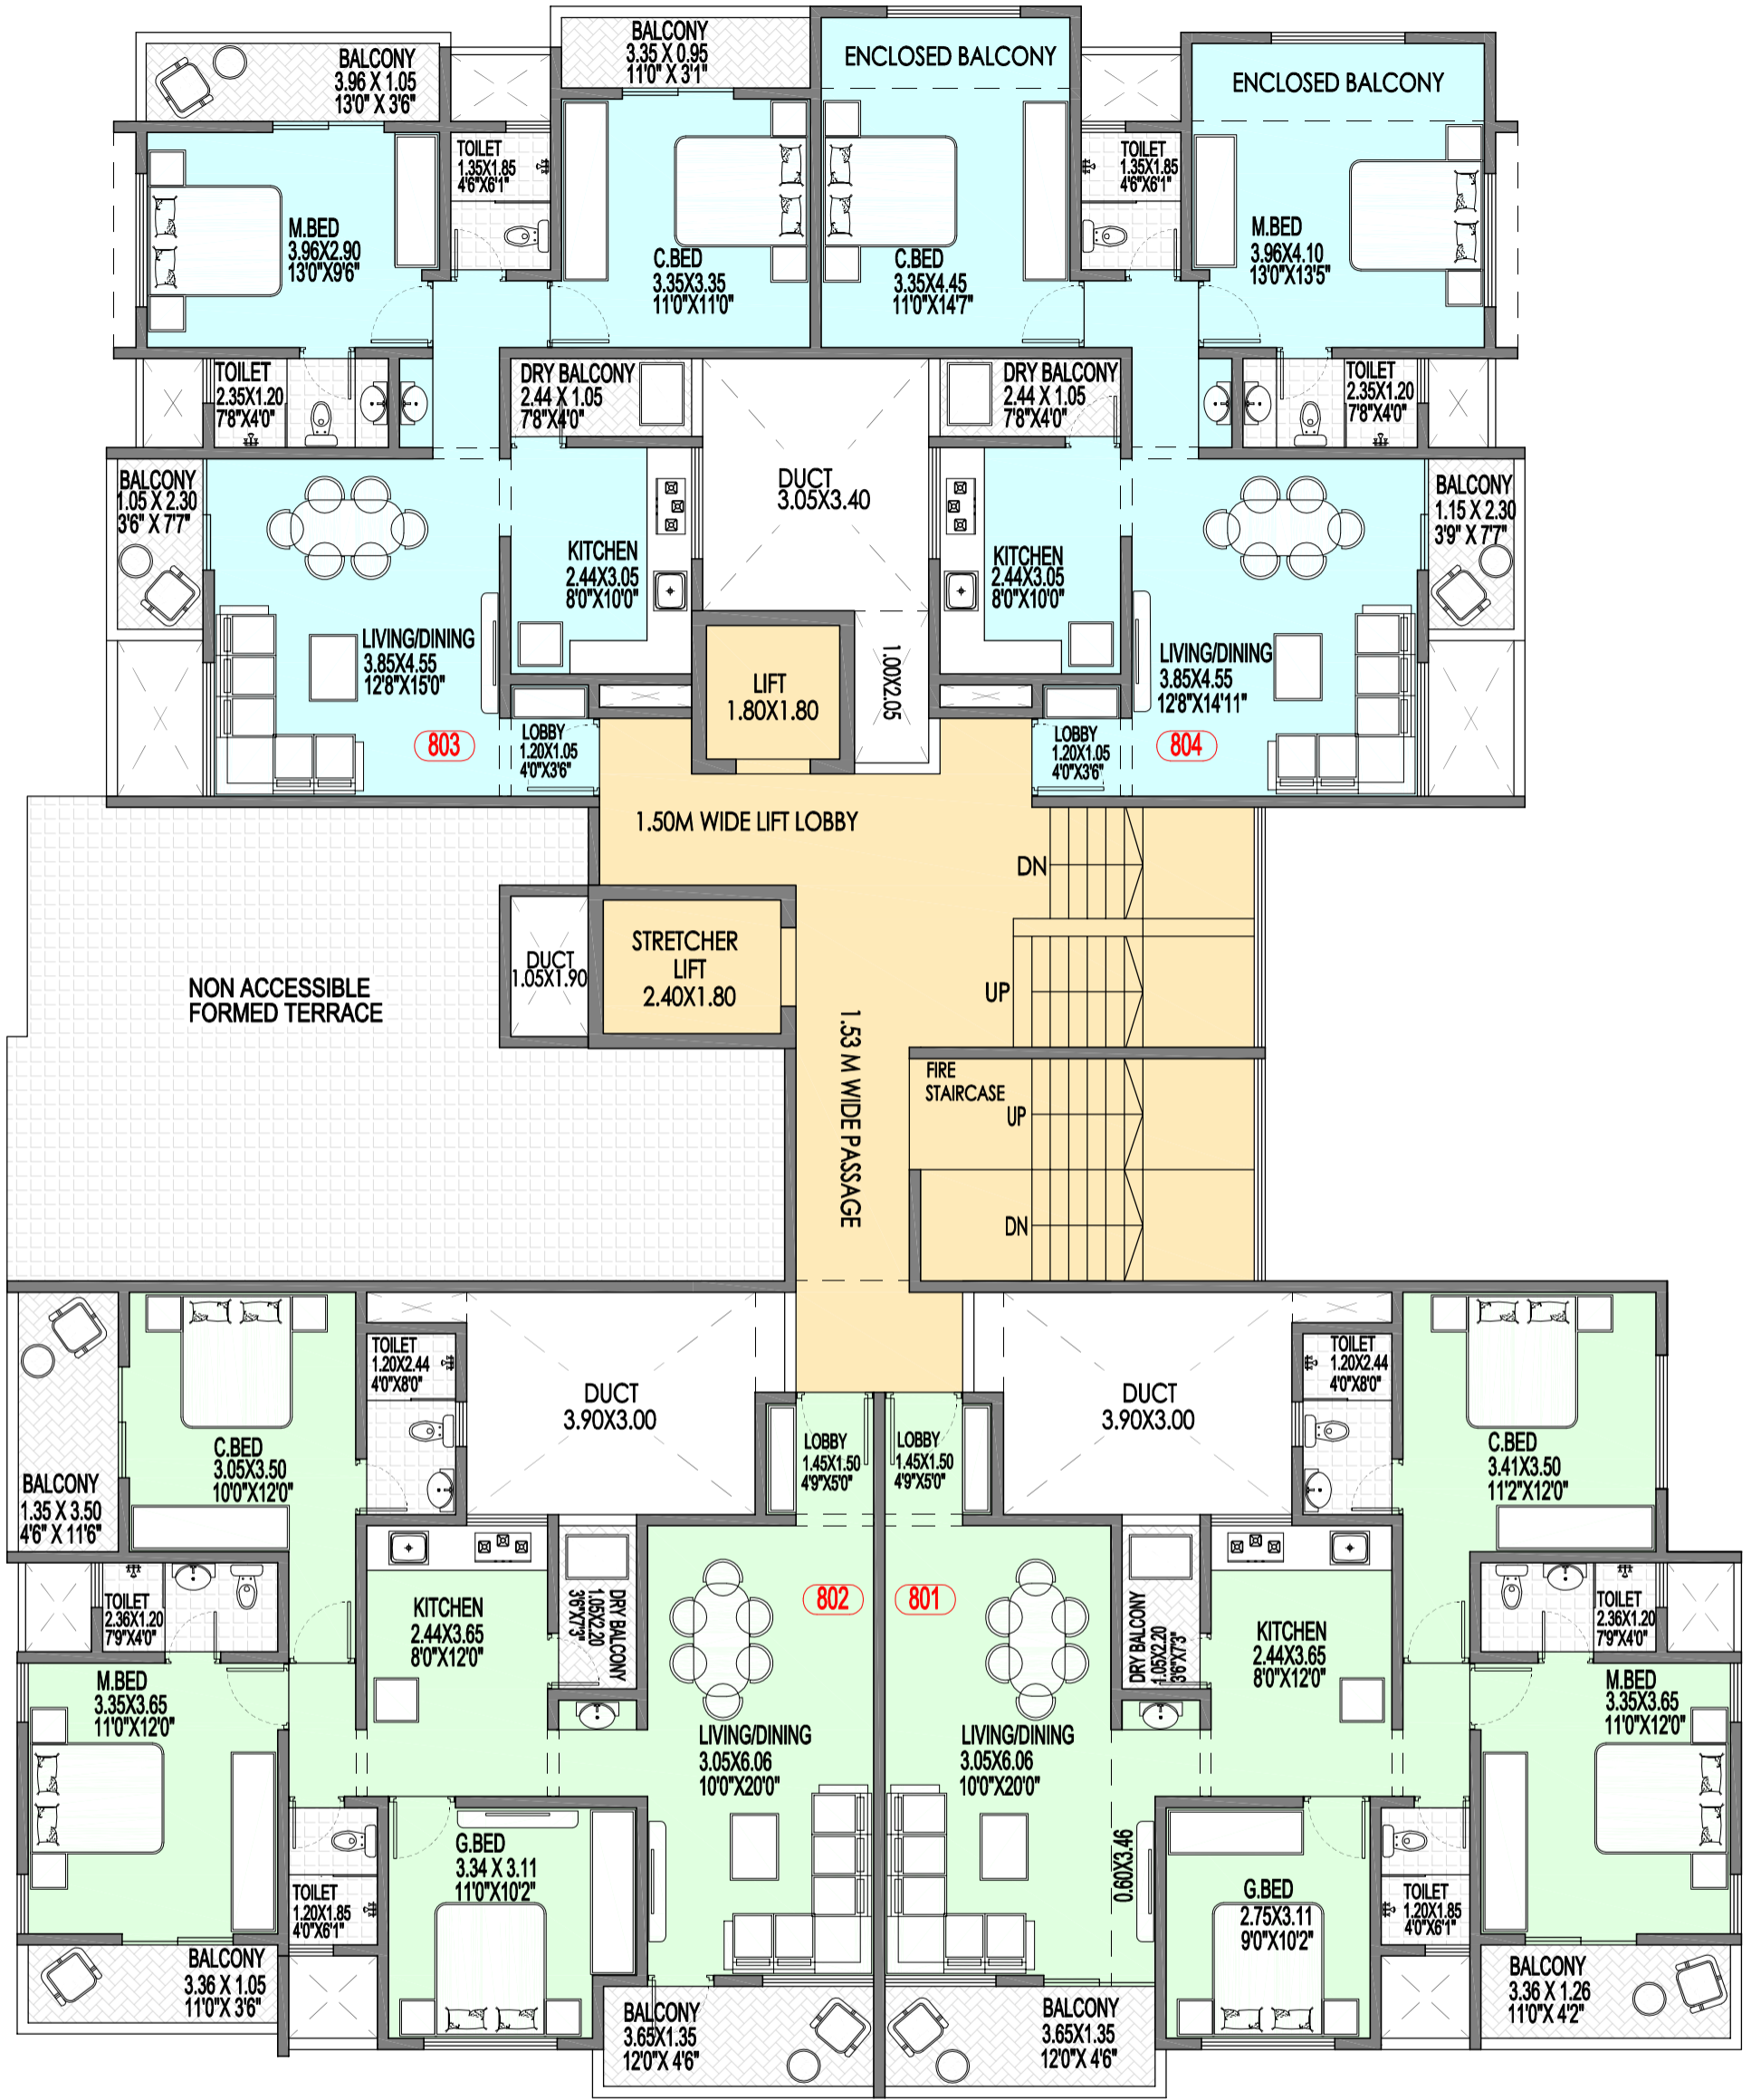 BALCONY
3.96 X 1.05
13'0" X 3'6"
BALCONY
3.35 X 0.95
11'0" X 3'1"
ENCLOSED BALCONY
ENCLOSED BALCONY
TOILET
1.35X1.85
4'6"X6'1"
TOILET
1.35X1.85
4'6"X6'1"
M.BED
3.96X2.90
13'0"X9'6"
C.BED
3.35X3.35
11'0"X11'0"
C.BED
3.35X4.45
11'0"X14'7"
M.BED
3.96X4.10
13'0"X13'5"
TOILET
2.35X1.20
7'8"X4'0"
DRY BALCONY
2.44 X 1.05
7'8"X4'0"
DRY BALCONY
2.44 X 1.05
7'8"X4'0"
TOILET
2.35X1.20
7'8"X4'0"
BALCONY
1.05 X 2.30
3'6" X 7'7"
DUCT
3.05X3.40
BALCONY
1.15 X 2.30
3'9" X 7'7"
KITCHEN
2.44X3.05
8'0"X10'0"
KITCHEN
2.44X3.05
8'0"X10'0"
LIVING/DINING
3.85X4.55
12'8"X15'0"
LIFT
1.80X1.80
1.00X2.05
LIVING/DINING
3.85X4.55
12'8"X14'11"
803
LOBBY
1.20X1.05
4'0"X3'6"
LOBBY
1.20X1.05
4'0"X3'6"
804
1.50M WIDE LIFT LOBBY
DN
STRETCHER
LIFT
2.40X1.80
DUCT
1.05X1.90
NON ACCESSIBLE
FORMED TERRACE
UP
1.53 M WIDE PASSAGE
FIRE
STAIRCASE
UP
DN
TOILET
1.20X2.44
4'0"X8'0"
DUCT
3.90X3.00
DUCT
3.90X3.00
TOILET
1.20X2.44
4'0"X8'0"
C.BED
3.05X3.50
10'0"X12'0"
LOBBY
1.45X1.50
4'9"X5'0"
LOBBY
1.45X1.50
4'9"X5'0"
C.BED
3.41X3.50
11'2"X12'0"
BALCONY
1.35 X 3.50
4'6" X 11'6"
TOILET
2.36X1.20
7'9"X4'0"
KITCHEN
2.44X3.65
8'0"X12'0"
DRY BALCONY
1.05X2.20
3'6"X7'3"
802
801
DRY BALCONY
1.05X2.20
3'6"X7'3"
KITCHEN
2.44X3.65
8'0"X12'0"
TOILET
2.36X1.20
7'9"X4'0"
M.BED
3.35X3.65
11'0"X12'0"
LIVING/DINING
3.05X6.06
10'0"X20'0"
LIVING/DINING
3.05X6.06
10'0"X20'0"
M.BED
3.35X3.65
11'0"X12'0"
G.BED
3.34 X 3.11
11'0"X10'2"
0.60X3.46
TOILET
1.20X1.85
4'0"X6'1"
G.BED
2.75X3.11
9'0"X10'2"
TOILET
1.20X1.85
4'0"X6'1"
BALCONY
3.36 X 1.05
11'0" X 3'6"
BALCONY
3.65X1.35
12'0"X 4'6"
BALCONY
3.65X1.35
12'0"X 4'6"
BALCONY
3.36 X 1.26
11'0"X 4'2"